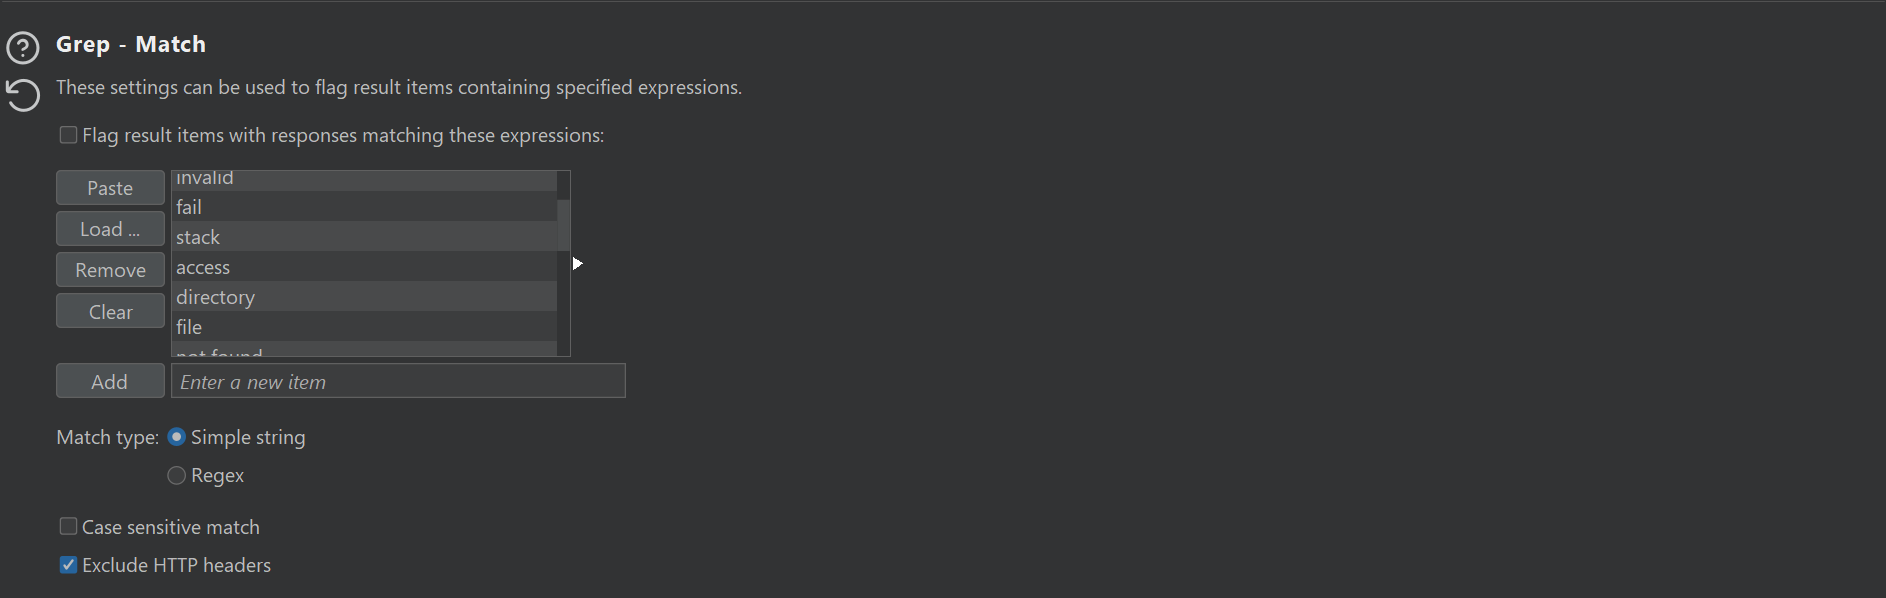 Grep - Match
These settings can be used to flag result items containing specified expressions.
Flag result items with responses matching these expressions:
Paste
Load ...
Remove
Clear
invalid
fail
stack
access
directory
file
not found
Add
Enter a new item
Match type:
Simple string
Regex
Case sensitive match
Exclude HTTP headers